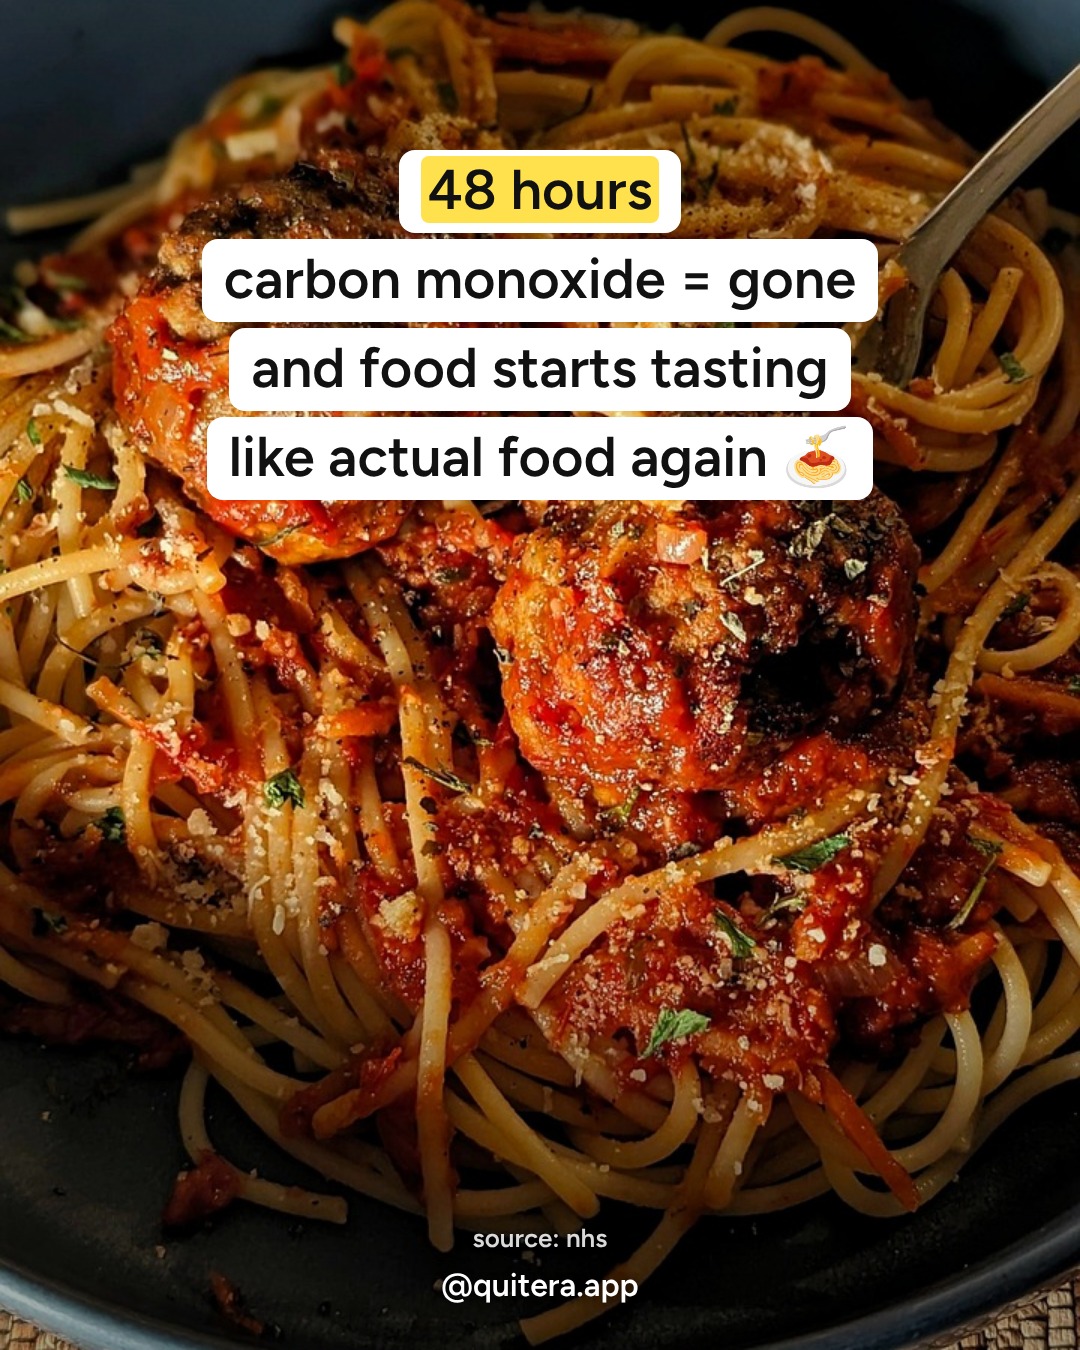 48 hours
carbon monoxide = gone
and food starts tasting
like actual food again 🍝
source: nhs
@quitera.app